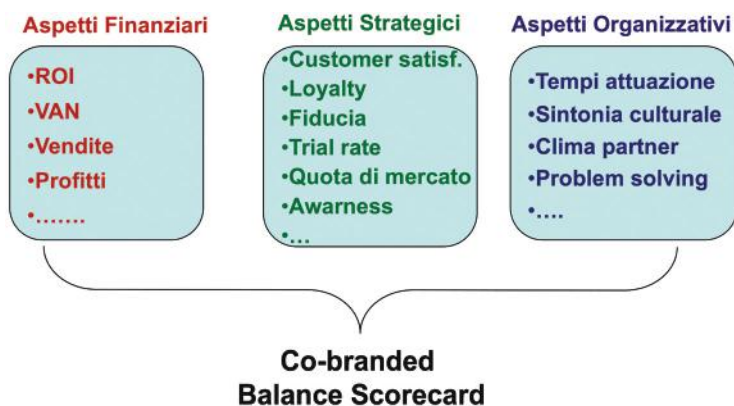 Aspetti Finanziari
•ROI
•VAN
•Vendite
•Profitti
•.......
Aspetti Strategici
•Customer satisf.
•Loyalty
•Fiducia
•Trial rate
•Quota di mercato
•Awarness
•...
Aspetti Organizzativi
•Tempi attuazione
•Sintonia culturale
•Clima partner
•Problem solving
•....
Co-branded
Balance Scorecard